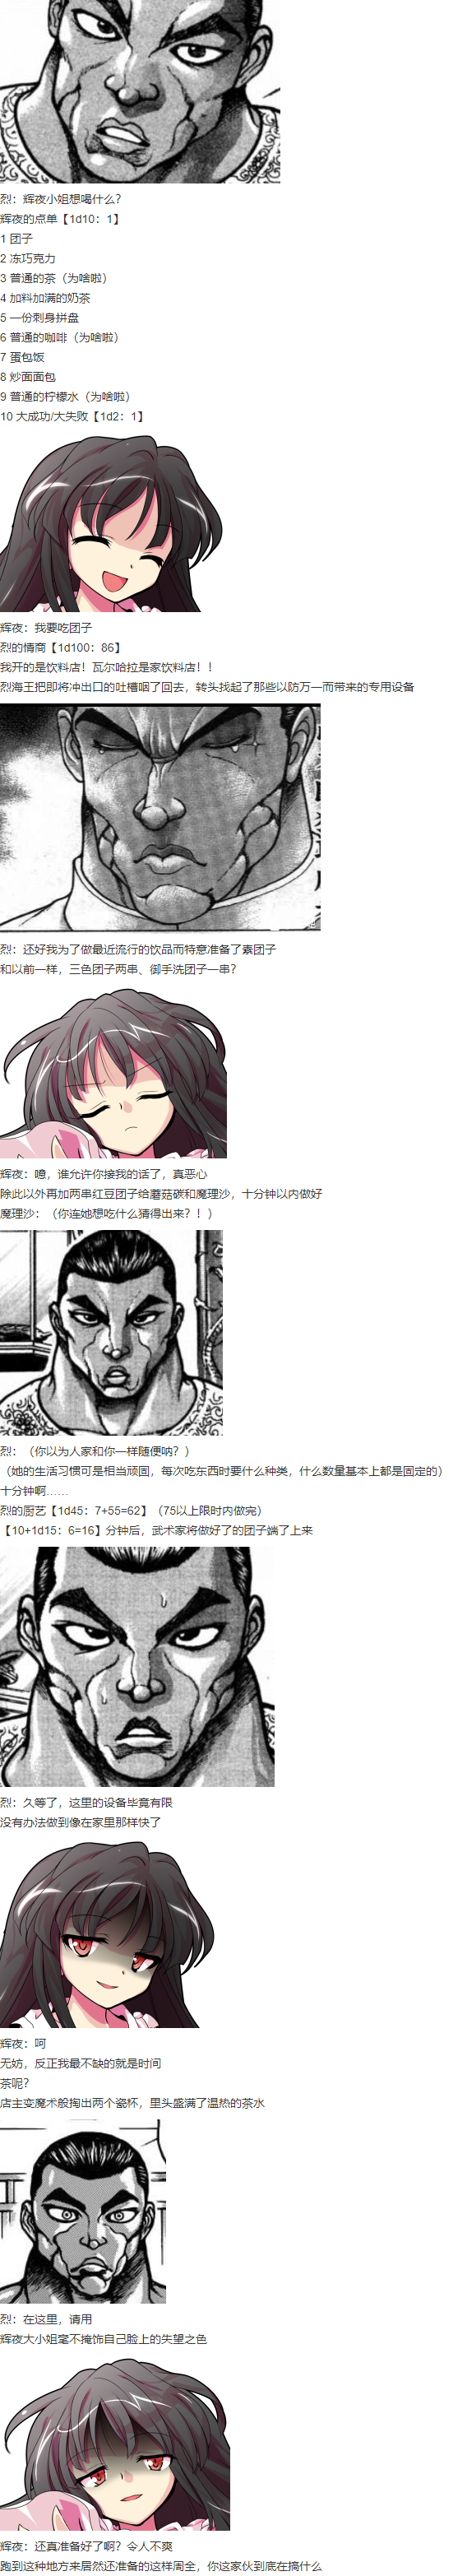 烈：辉夜小姐想喝什么？
辉夜的点单【1d10：1】
1 团子
2 冻巧克力
3 普通的茶（为啥啦）
4 加料加满的奶茶
5 一份刺身拼盘
6 普通的咖啡（为啥啦）
7 蛋包饭
8 炒面面包
9 普通的柠檬水（为啥啦）
10 大成功/大失败【1d2：1】
辉夜：我要吃团子
烈的情商【1d100：86】
我开的是饮料店！瓦尔哈拉是家饮料店！！
烈海王把即将冲出口的吐槽咽了回去，转头找起了那些以防万一而带来的专用设备
烈：还好我为了做最近流行的饮品而特意准备了素团子
和以前一样，三色团子两串、御手洗团子一串？
辉夜：噫，谁允许你接我的话了，真恶心
除此以外再加两串红豆团子给蘑菇碳和魔理沙，十分钟以内做好
魔理沙：（你连她想吃什么猜得出来？！）
烈：（你以为人家和你一样随便呐？）
（她的生活习惯可是相当顽固，每次吃东西时要什么种类，什么数量基本上都是固定的）
十分钟啊……
烈的厨艺【1d45：7+55=62】（75以上限时内做完）
【10+1d15：6=16】分钟后，武术家将做好了的团子端了上来
烈：久等了，这里的设备毕竟有限
没有办法做到像在家里那样快了
辉夜：呵
无妨，反正我最不缺的就是时间
茶呢？
店主变魔术般掏出两个瓷杯，里头盛满了温热的茶水
烈：在这里，请用
辉夜大小姐毫不掩饰自己脸上的失望之色
辉夜：还真准备好了啊？令人不爽
跑到这种地方来居然还准备的这样周全，你这家伙到底在搞什么